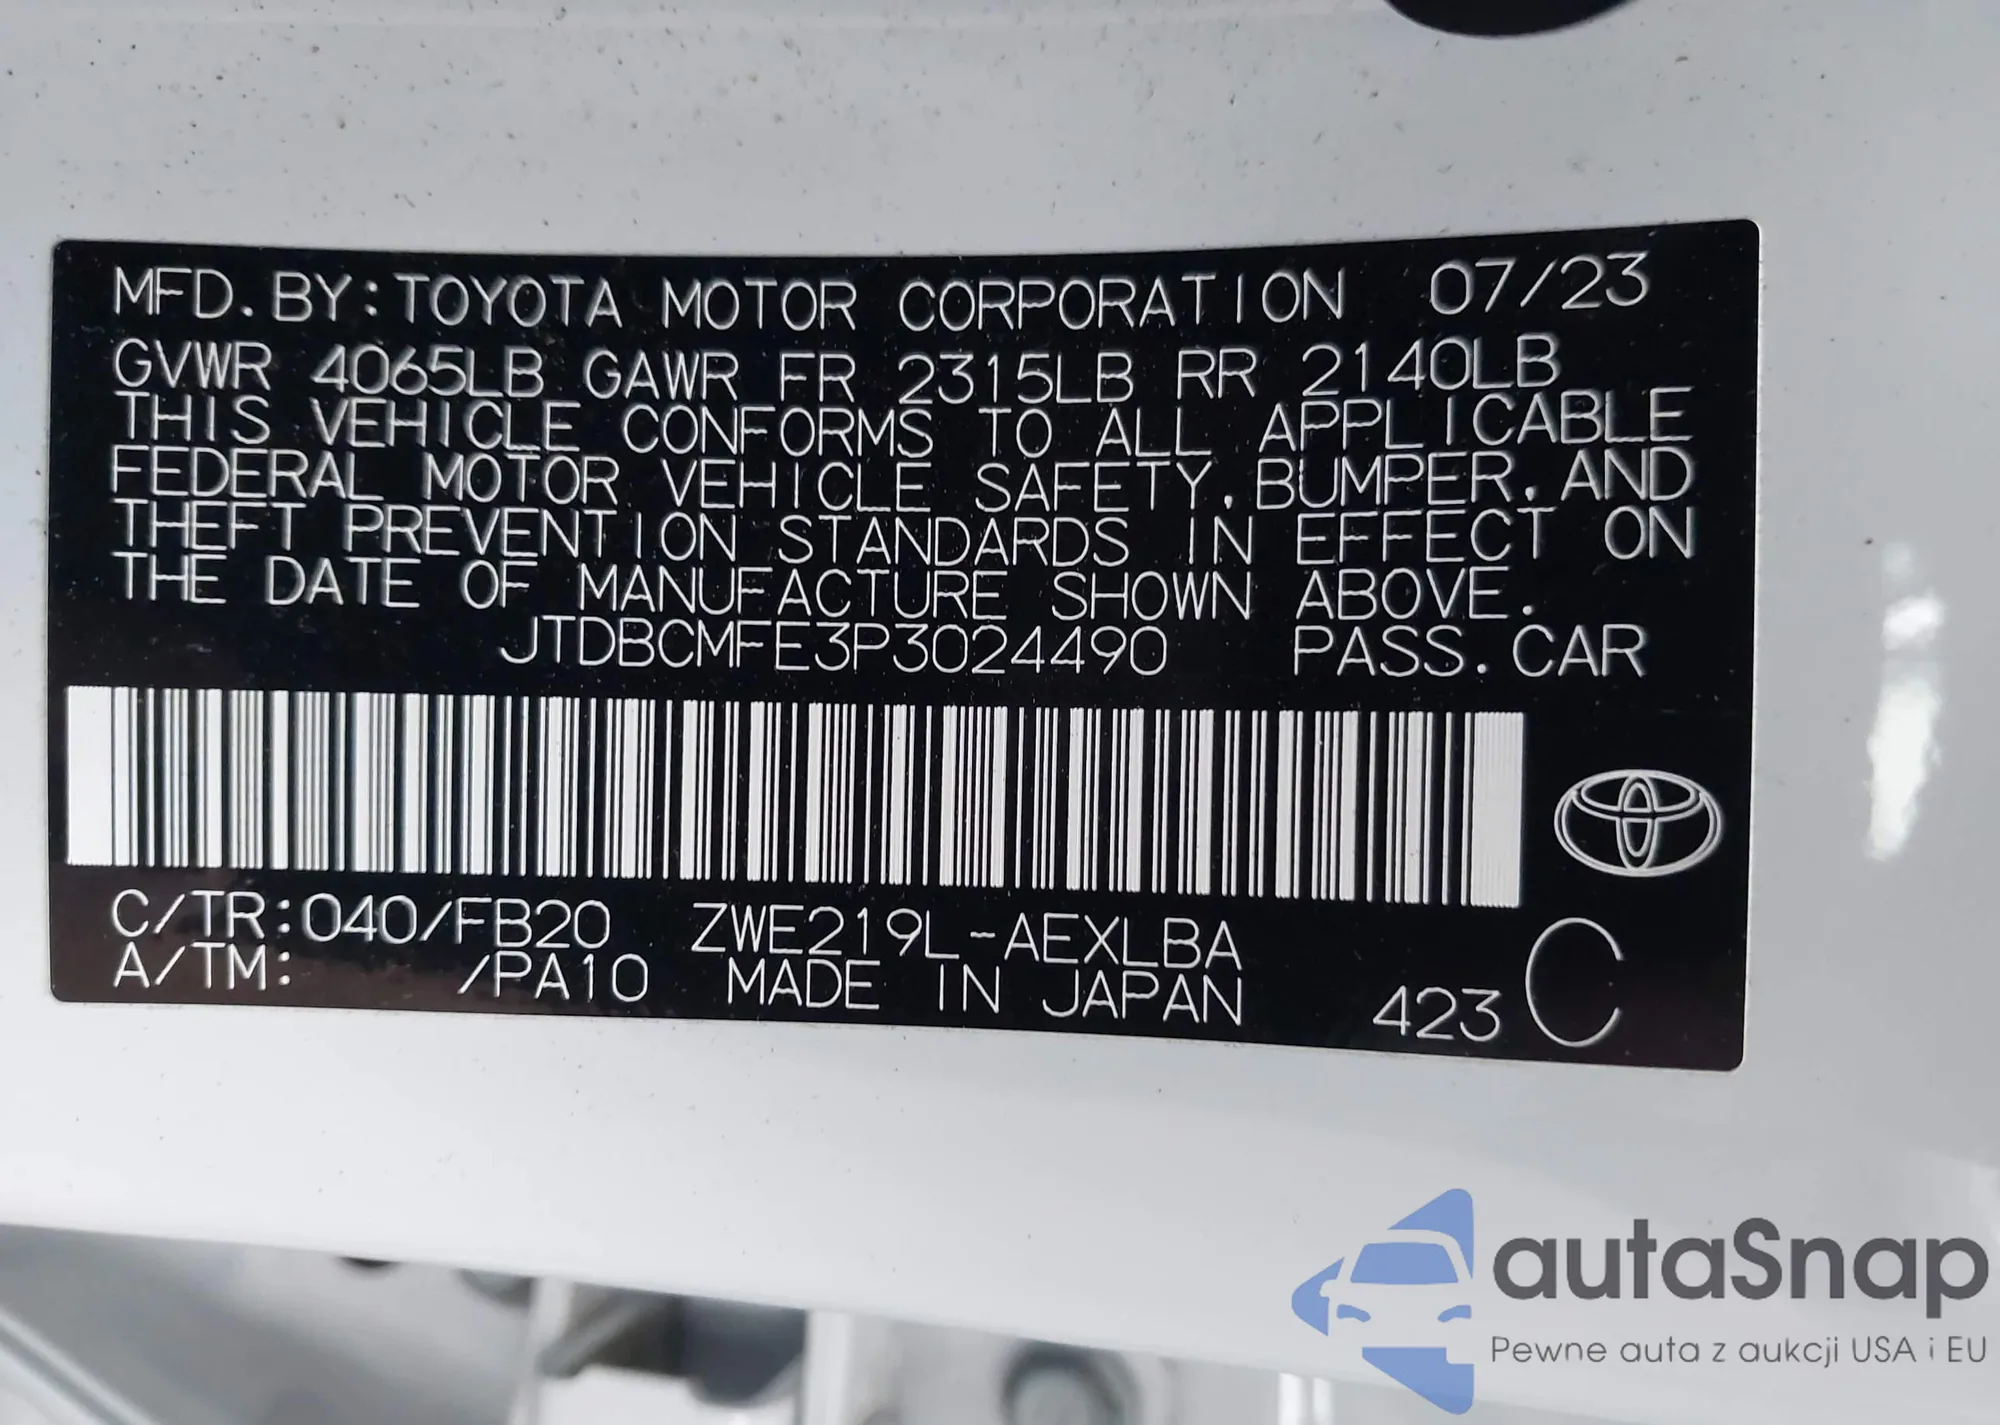 MFD. BY: TOYOTA MOTOR CORPORATION 07/23
GVWR 4065LB GAWR FR 2315LB RR 2140LB
THIS VEHICLE CONFORMS TO ALL APPLICABLE
FEDERAL MOTOR VEHICLE SAFETY, BUMPER, AND
THEFT PREVENTION STANDARDS IN EFFECT ON
THE DATE OF MANUFACTURE SHOWN ABOVE.
JTDBCMFE3P3024490 PASS. CAR
C/TR: 040/FB20 ZWE219L-AEXLBA
A/TM: /PA10 MADE IN JAPAN 423 C
autaSnap
Pewne auta z aukcji USA i EU